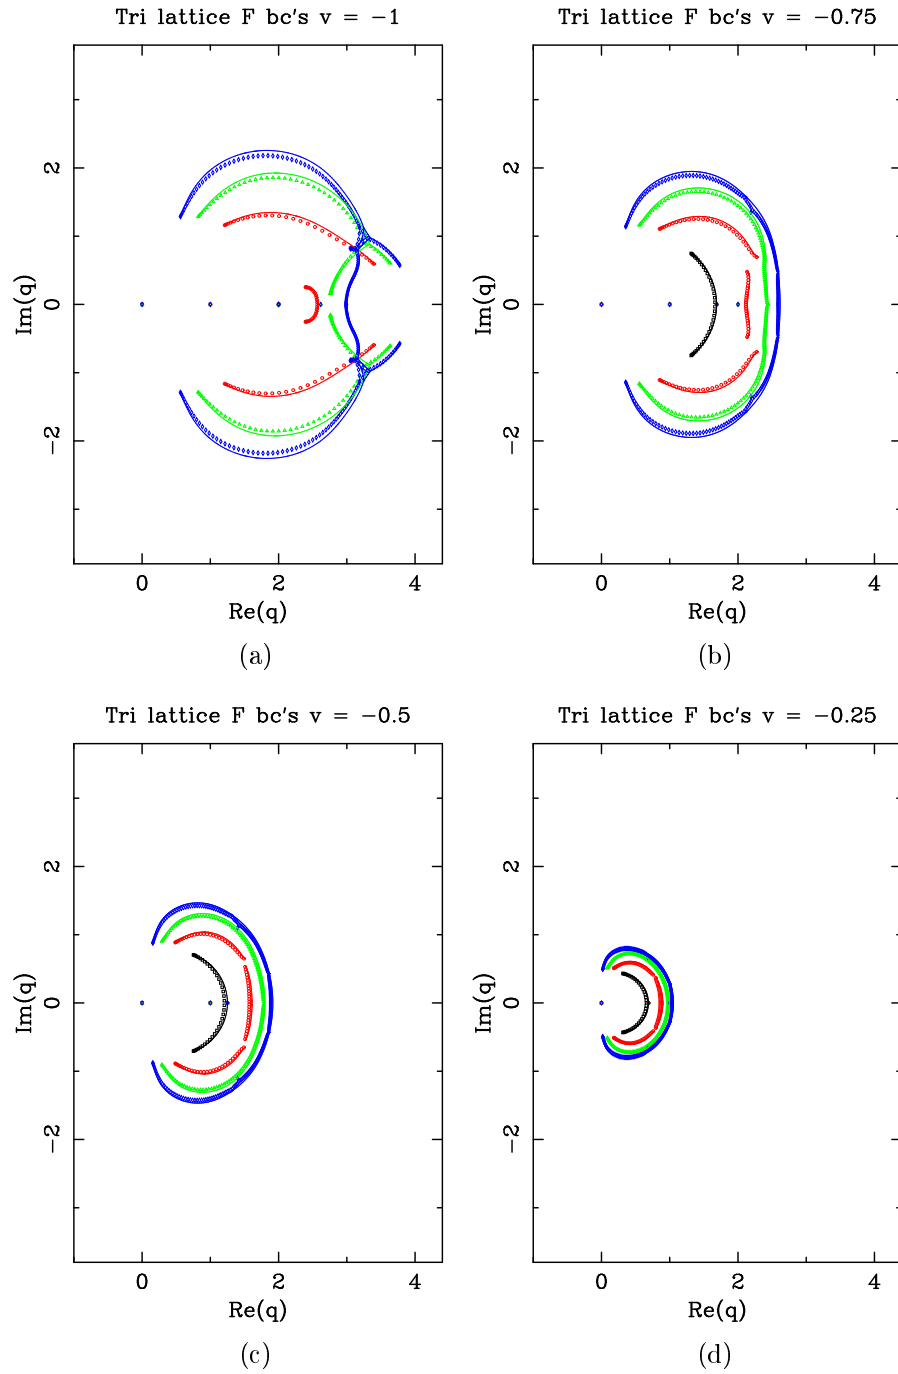 Tri lattice F bc's v = −1
2
0
−2
Im(q)
0 2 4
Re(q)
(a)
Tri lattice F bc's v = −0.75
2
0
−2
Im(q)
0 2 4
Re(q)
(b)
Tri lattice F bc's v = −0.5
2
0
−2
Im(q)
0 2 4
Re(q)
(c)
Tri lattice F bc's v = −0.25
2
0
−2
Im(q)
0 2 4
Re(q)
(d)